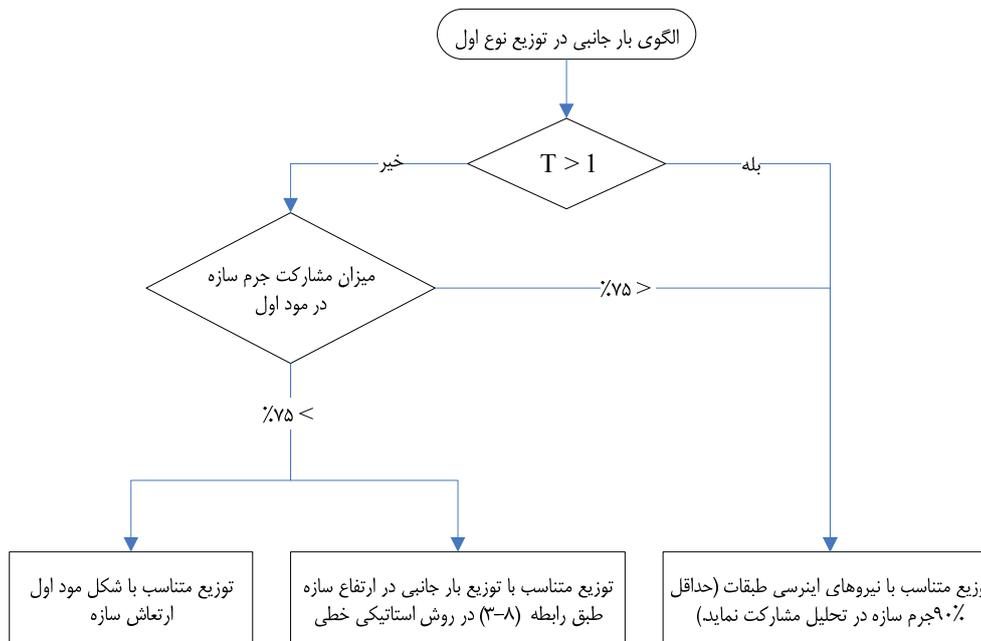 الگوی بار جانبی در توزیع نوع اول
T > 1
بله
خیر
میزان مشارکت جرم سازه
در مود اول
٪۷۵ >
٪۷۵ <
توزیع متناسب با نیروهای اینرسی طبقات (حداقل
۹۰٪جرم سازه در تحلیل مشارکت نماید.)
توزیع متناسب با توزیع بار جانبی در ارتفاع سازه
طبق رابطه (۸-۳) در روش استاتیکی خطی
توزیع متناسب با شکل مود اول
ارتعاش سازه